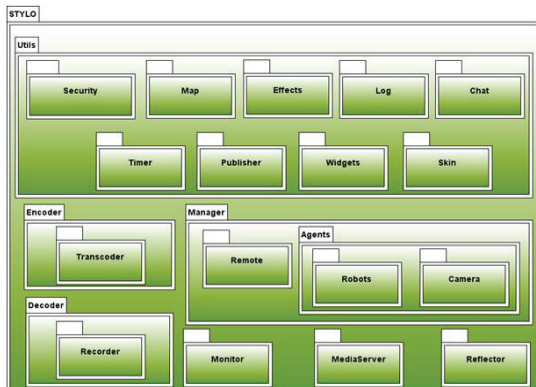 STYLO
Utils
Security Map Effects Log Chat
Timer Publisher Widgets Skin
Encoder
Transcoder
Manager
Remote
Agents
Robots Camera
Decoder
Recorder
Monitor MediaServer Reflector